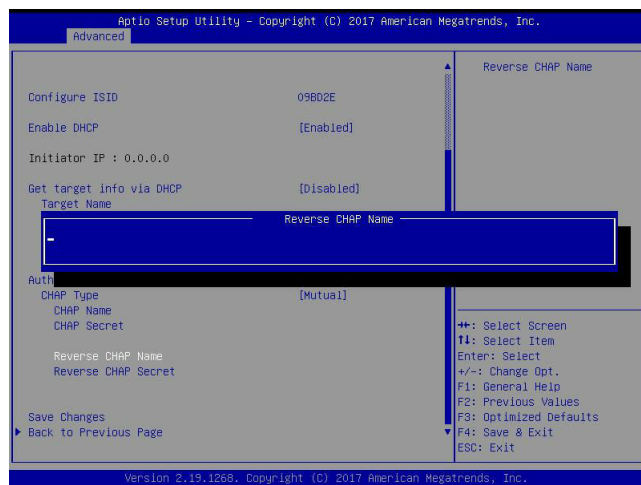 Aptio Setup Utility – Copyright (C) 2017 American Megatrends, Inc.
Advanced
Reverse CHAP Name
Configure ISID 09BD2E
Enable DHCP [Enabled]
Initiator IP : 0.0.0.0
Get target info via DHCP [Disabled]
Target Name
Reverse CHAP Name
Auth
CHAP Type [Mutual]
CHAP Name
CHAP Secret
Reverse CHAP Name
Reverse CHAP Secret
Save Changes
Back to Previous Page
→←: Select Screen
↑↓: Select Item
Enter: Select
+/-: Change Opt.
F1: General Help
F2: Previous Values
F3: Optimized Defaults
F4: Save & Exit
ESC: Exit
Version 2.19.1268. Copyright (C) 2017 American Megatrends, Inc.